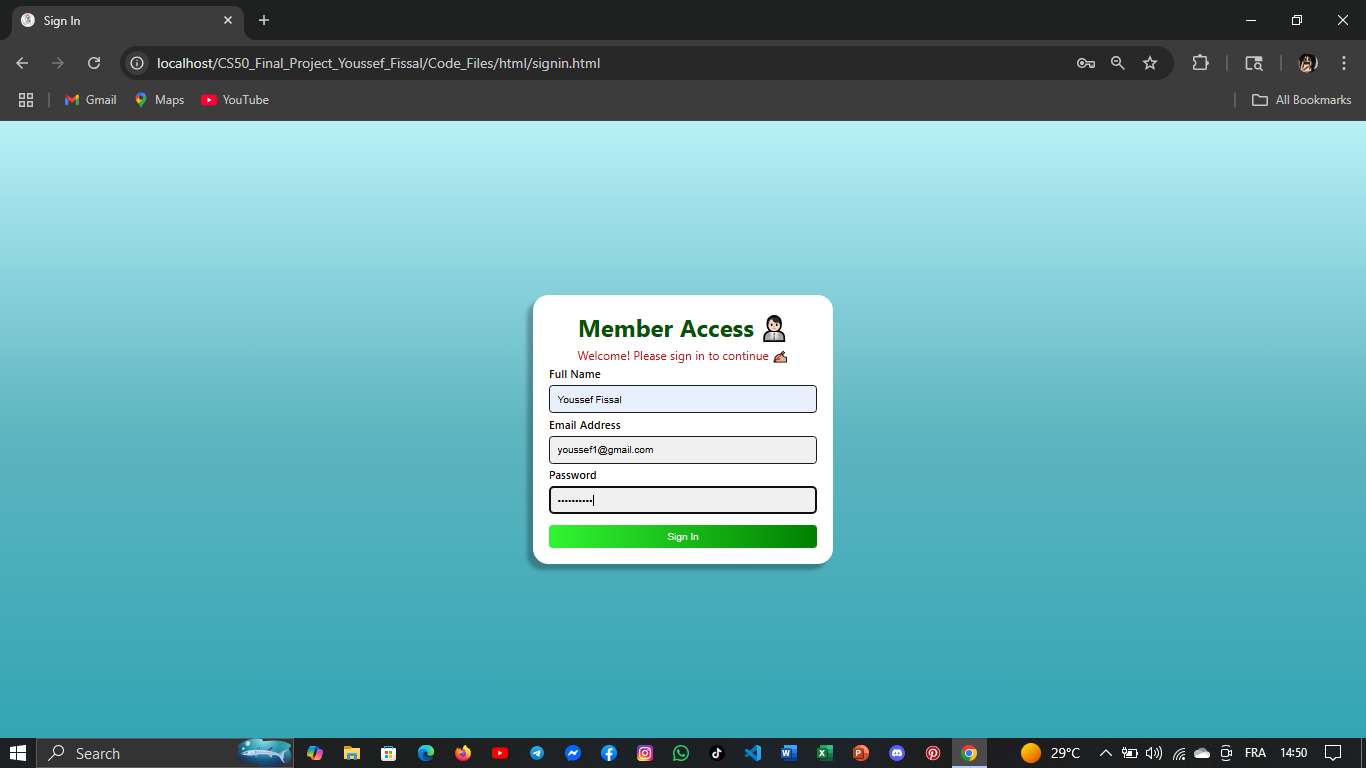 Sign In
localhost/CS50_Final_Project_Youssef_Fissal/Code_Files/html/signin.html
Gmail Maps YouTube All Bookmarks
Member Access
Welcome! Please sign in to continue
Full Name
Youssef Fissal
Email Address
youssef1@gmail.com
Password
••••••••••
Sign In
Search 29°C FRA 14:50